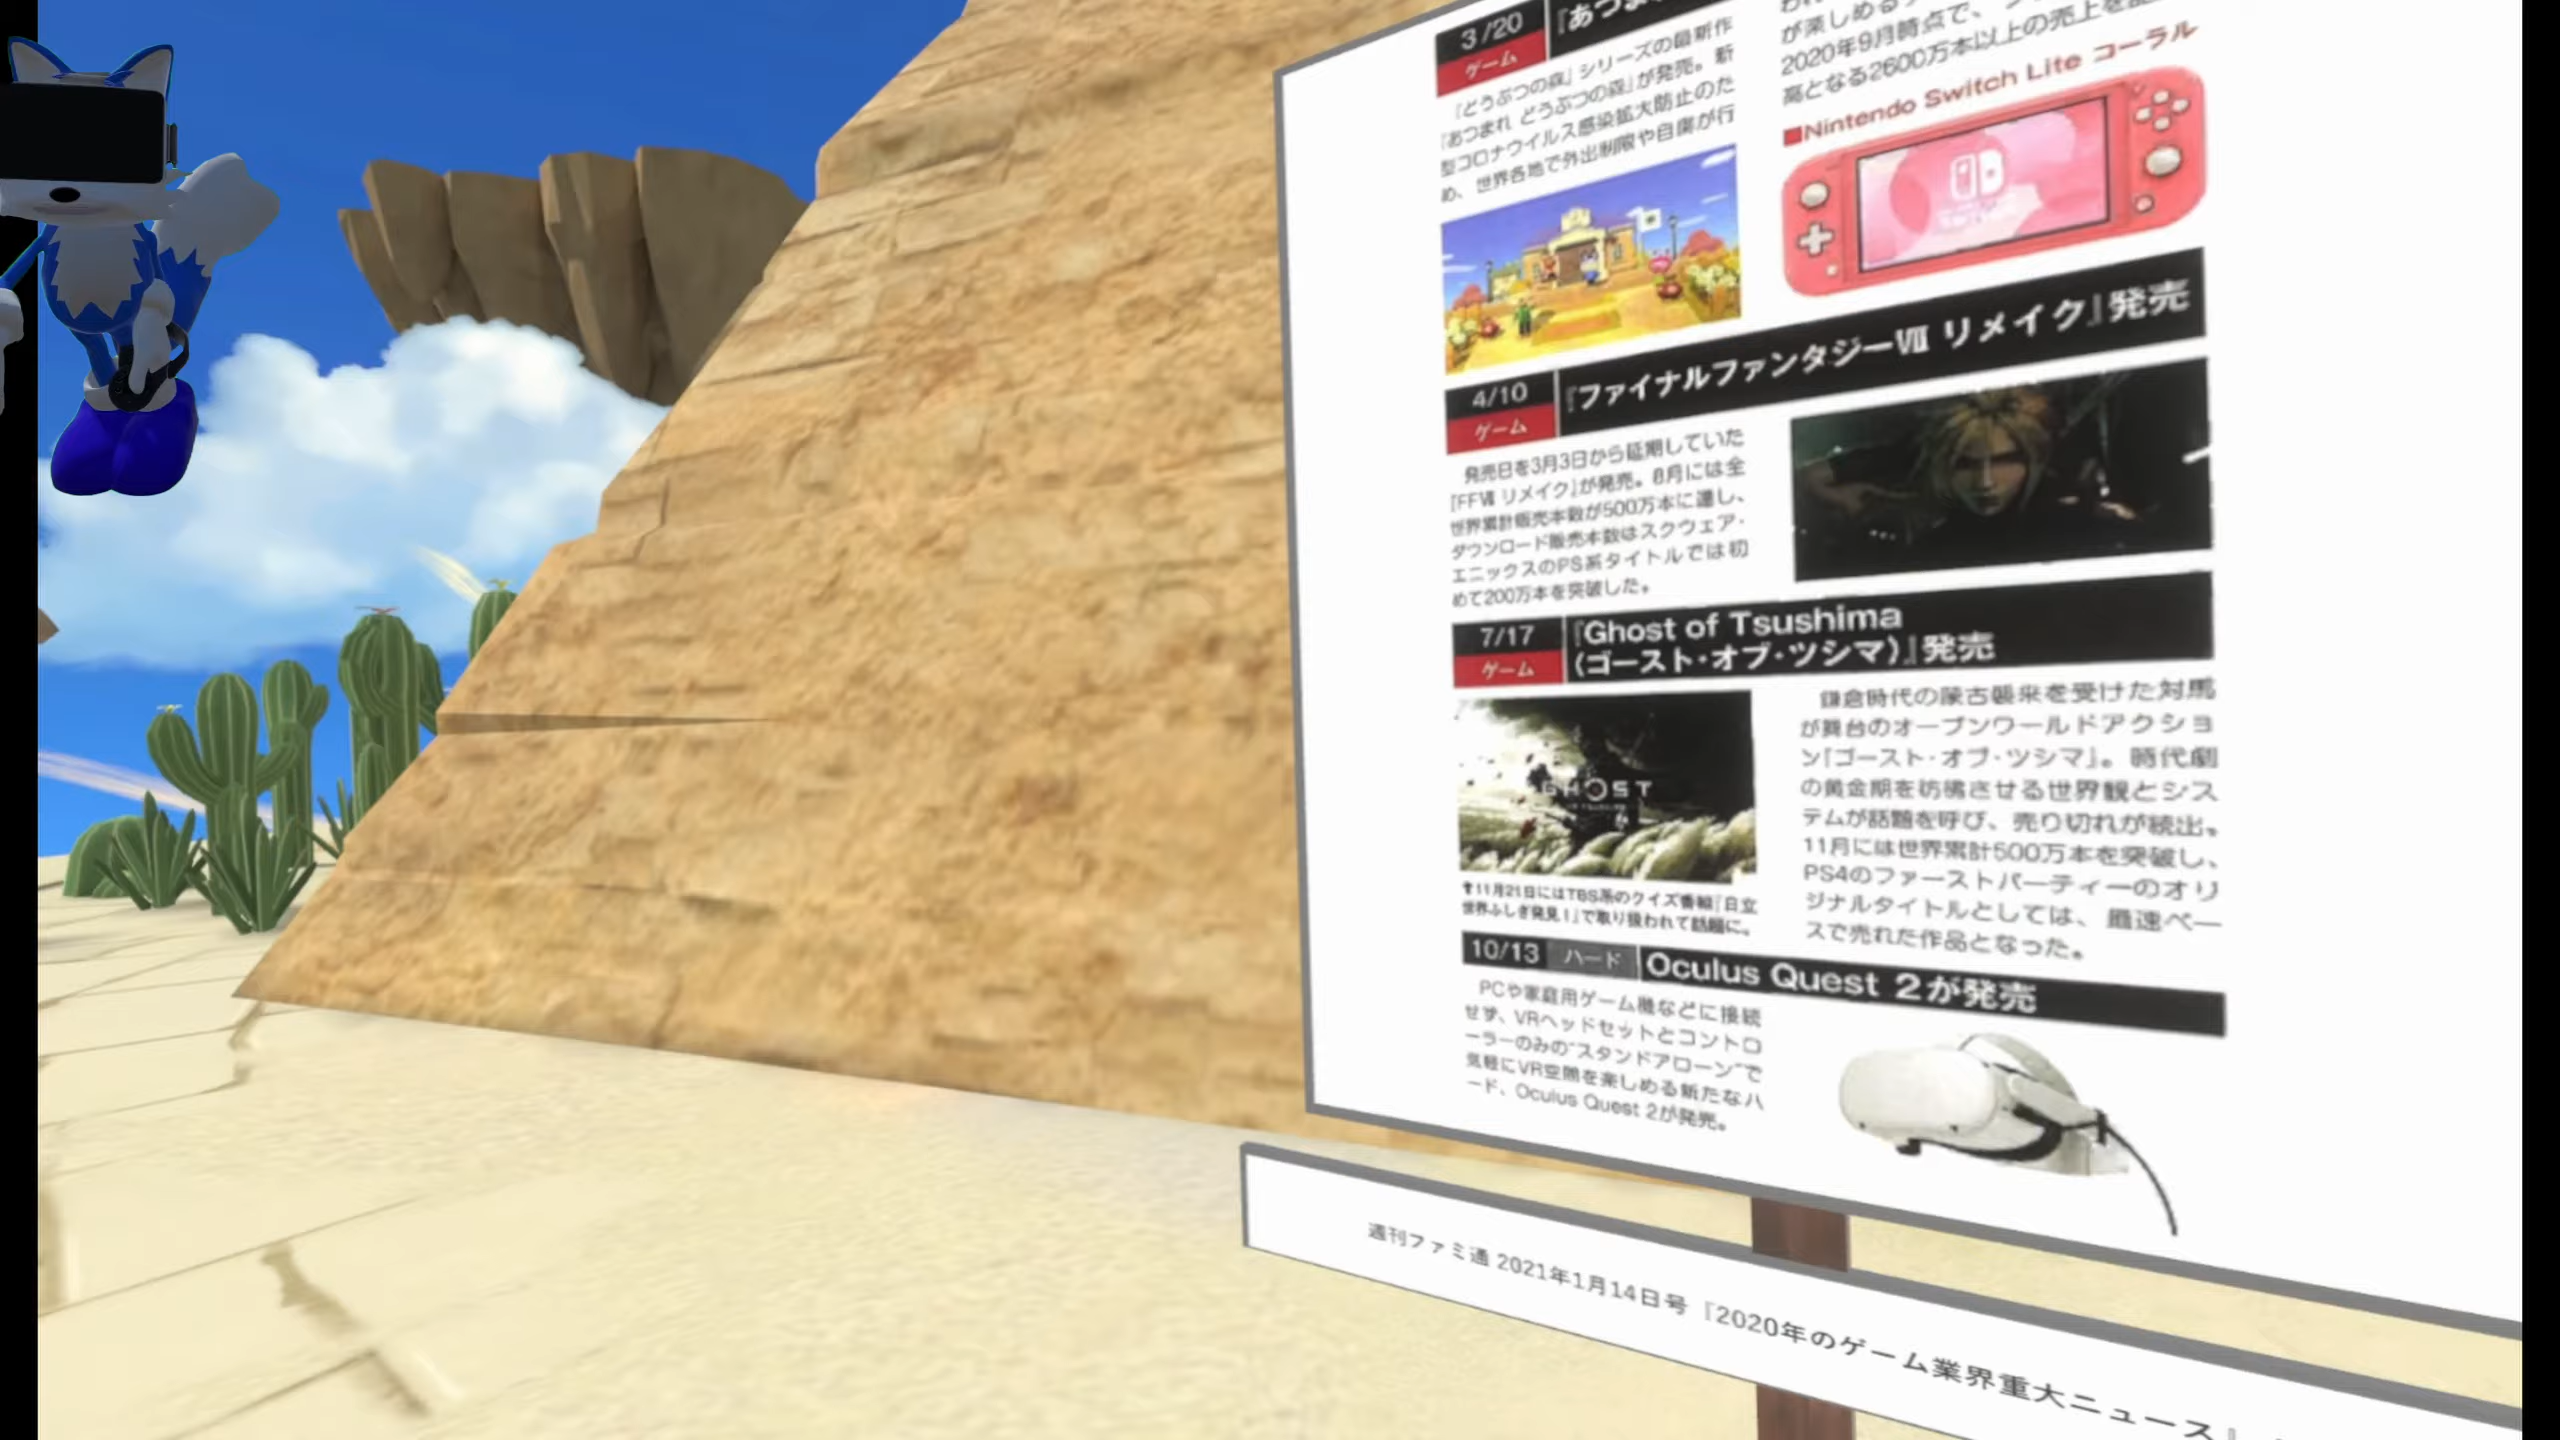 3/20
ゲーム
『どうぶつの森』シリーズの最新作
『あつまれ どうぶつの森』が発売。新
型コロナウイルス感染拡大防止のた
め、世界各地で外出制限や自粛が行
が楽しめる
2020年9月時点で、
高となる2600万本以上の売上を
■Nintendo Switch Lite コーラル
4/10
ゲーム
『ファイナルファンタジーⅦ リメイク』発売
発売日を3月3日から延期していた
『FFⅦ リメイク』が発売。8月には全
世界累計販売本数が500万本に達し、
ダウンロード販売本数はスクウェア・
エニックスのPS系タイトルでは初
めて200万本を突破した。
7/17
ゲーム
『Ghost of Tsushima
（ゴースト・オブ・ツシマ）』発売
GHOST
↑11月21日にはTBS系のクイズ番組『日立
世界ふしぎ発見！』で取り扱われて話題に。
鎌倉時代の蒙古襲来を受けた対馬
が舞台のオープンワールドアクショ
ン『ゴースト・オブ・ツシマ』。時代劇
の黄金期を彷彿させる世界観とシス
テムが話題を呼び、売り切れが続出。
11月には世界累計500万本を突破し、
PS4のファーストパーティーのオリ
ジナルタイトルとしては、最速ペー
スで売れた作品となった。
10/13 ハード Oculus Quest 2が発売
PCや家庭用ゲーム機などに接続
せず、VRヘッドセットとコントロ
ーラーのみの“スタンドアローン”で
気軽にVR空間を楽しめる新たなハ
ード、Oculus Quest 2が発売。
週刊ファミ通 2021年1月14日号『2020年のゲーム業界重大ニュース』